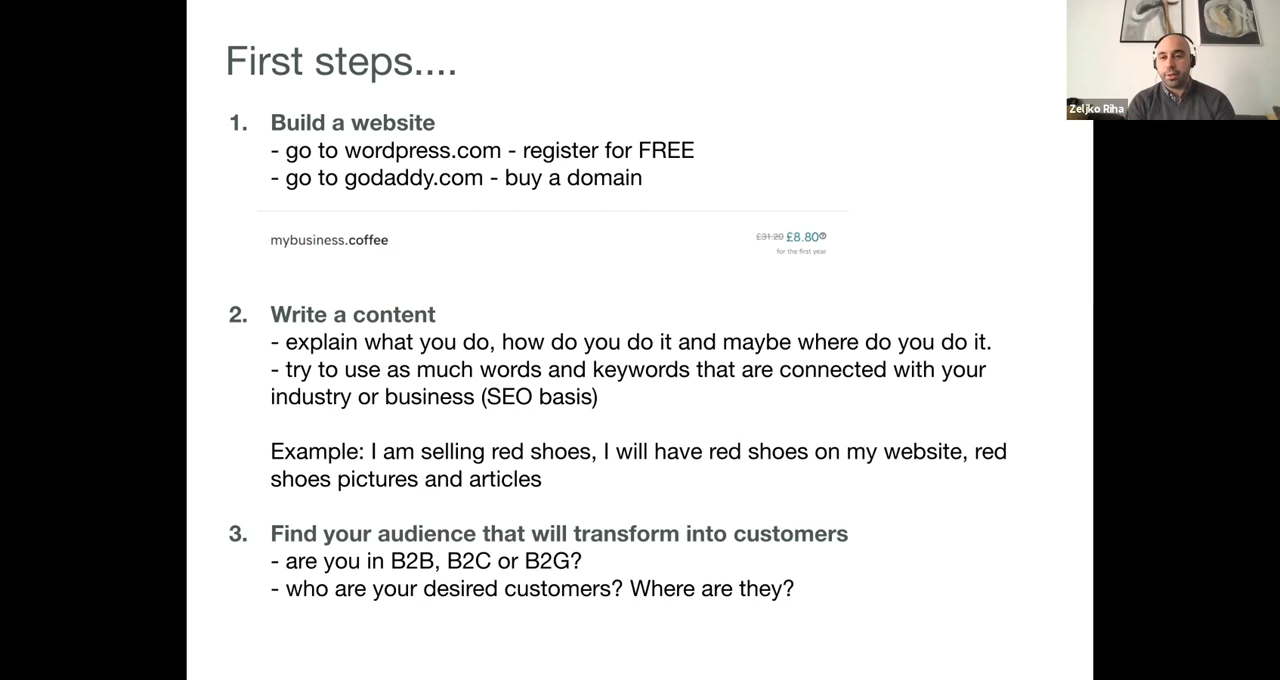 First steps....
1. Build a website
- go to wordpress.com - register for FREE
- go to godaddy.com - buy a domain
mybusiness.coffee
£31.20 £8.80
for the first year
2. Write a content
- explain what you do, how do you do it and maybe where do you do it.
- try to use as much words and keywords that are connected with your
industry or business (SEO basis)
Example: I am selling red shoes, I will have red shoes on my website, red
shoes pictures and articles
3. Find your audience that will transform into customers
- are you in B2B, B2C or B2G?
- who are your desired customers? Where are they?
Zeljko Riha